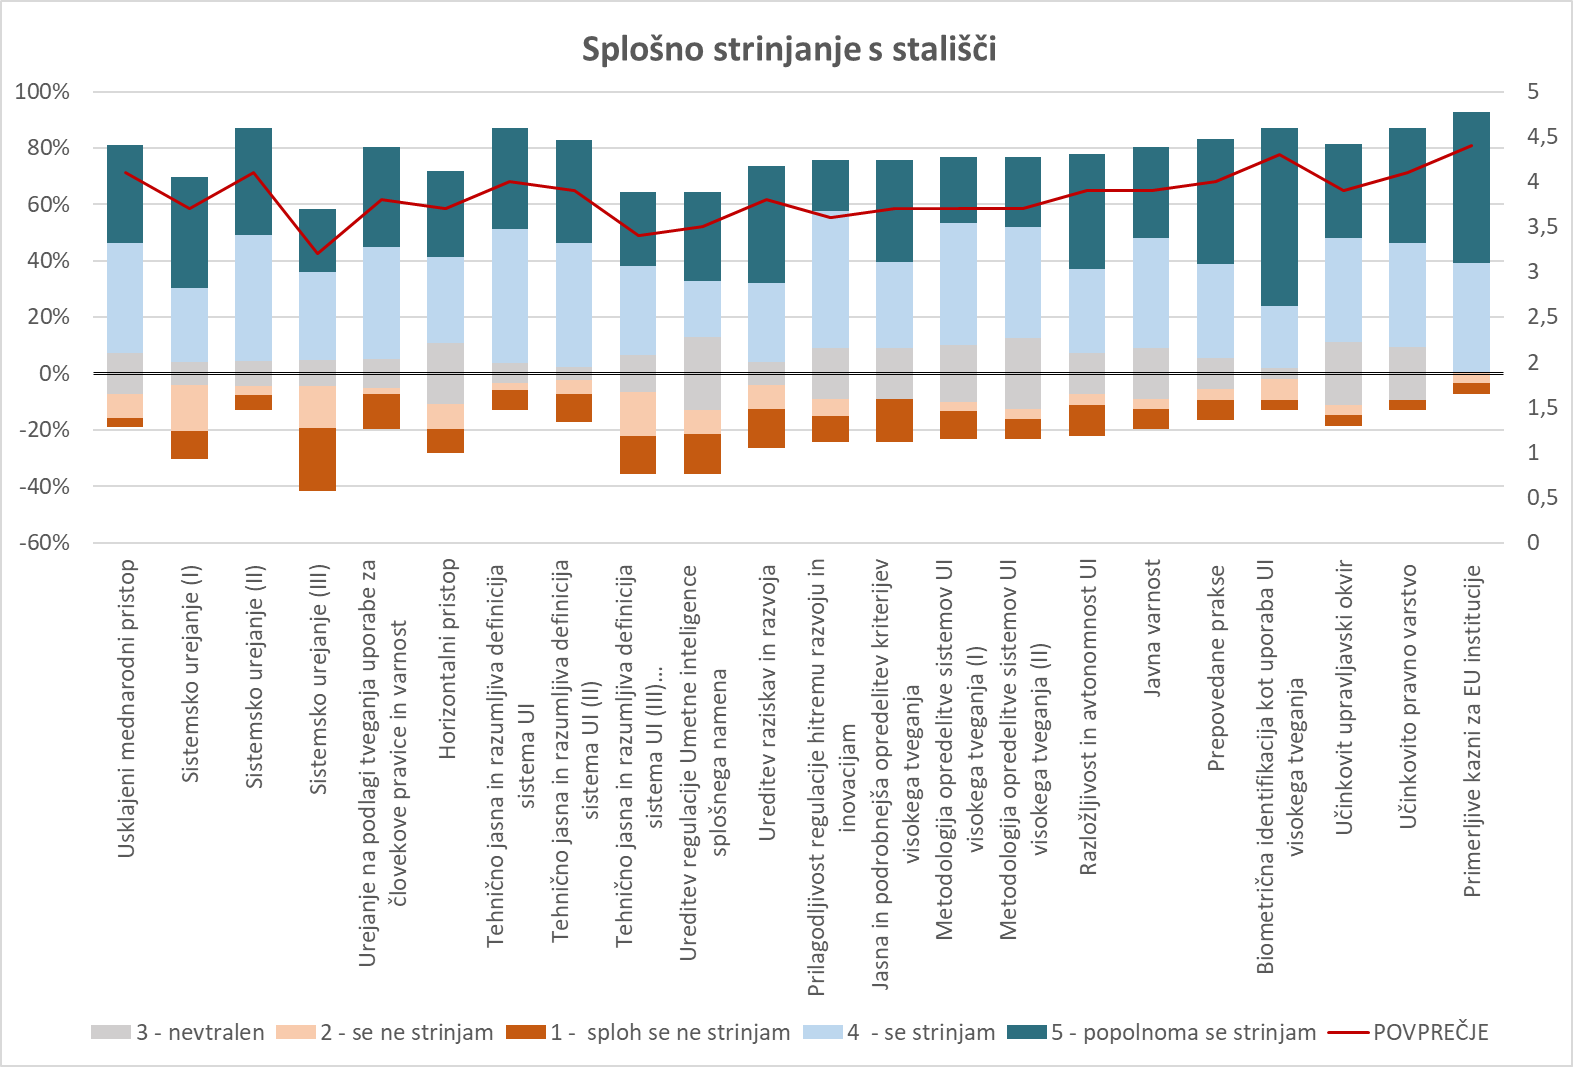 Splošno strinjanje s stališči
100%
80%
60%
40%
20%
0%
-20%
-40%
-60%
5
4,5
4
3,5
3
2,5
2
1,5
1
0,5
0
Usklajeni mednarodni pristop
Sistemsko urejanje (I)
Sistemsko urejanje (II)
Sistemsko urejanje (III)
Urejanje na podlagi tveganja uporabe za
človekove pravice in varnost
Horizontalni pristop
Tehnično jasna in razumljiva definicija
sistema UI
Tehnično jasna in razumljiva definicija
sistema UI (II)
Tehnično jasna in razumljiva definicija
sistema UI (III)...
Ureditev regulacije Umetne inteligence
splošnega namena
Ureditev raziskav in razvoja
Prilagodljivost regulacije hitremu razvoju in
inovacijam
Jasna in podrobnejša opredelitev kriterijev
visokega tveganja
Metodologija opredelitve sistemov UI
visokega tveganja (I)
Metodologija opredelitve sistemov UI
visokega tveganja (II)
Razložljivost in avtonomnost UI
Javna varnost
Prepovedane prakse
Biometrična identifikacija kot uporaba UI
visokega tveganja
Učinkovit upravljavski okvir
Učinkovito pravno varstvo
Primerljive kazni za EU institucije
3 - nevtralen
2 - se ne strinjam
1 - sploh se ne strinjam
4 - se strinjam
5 - popolnoma se strinjam
POVPREČJE